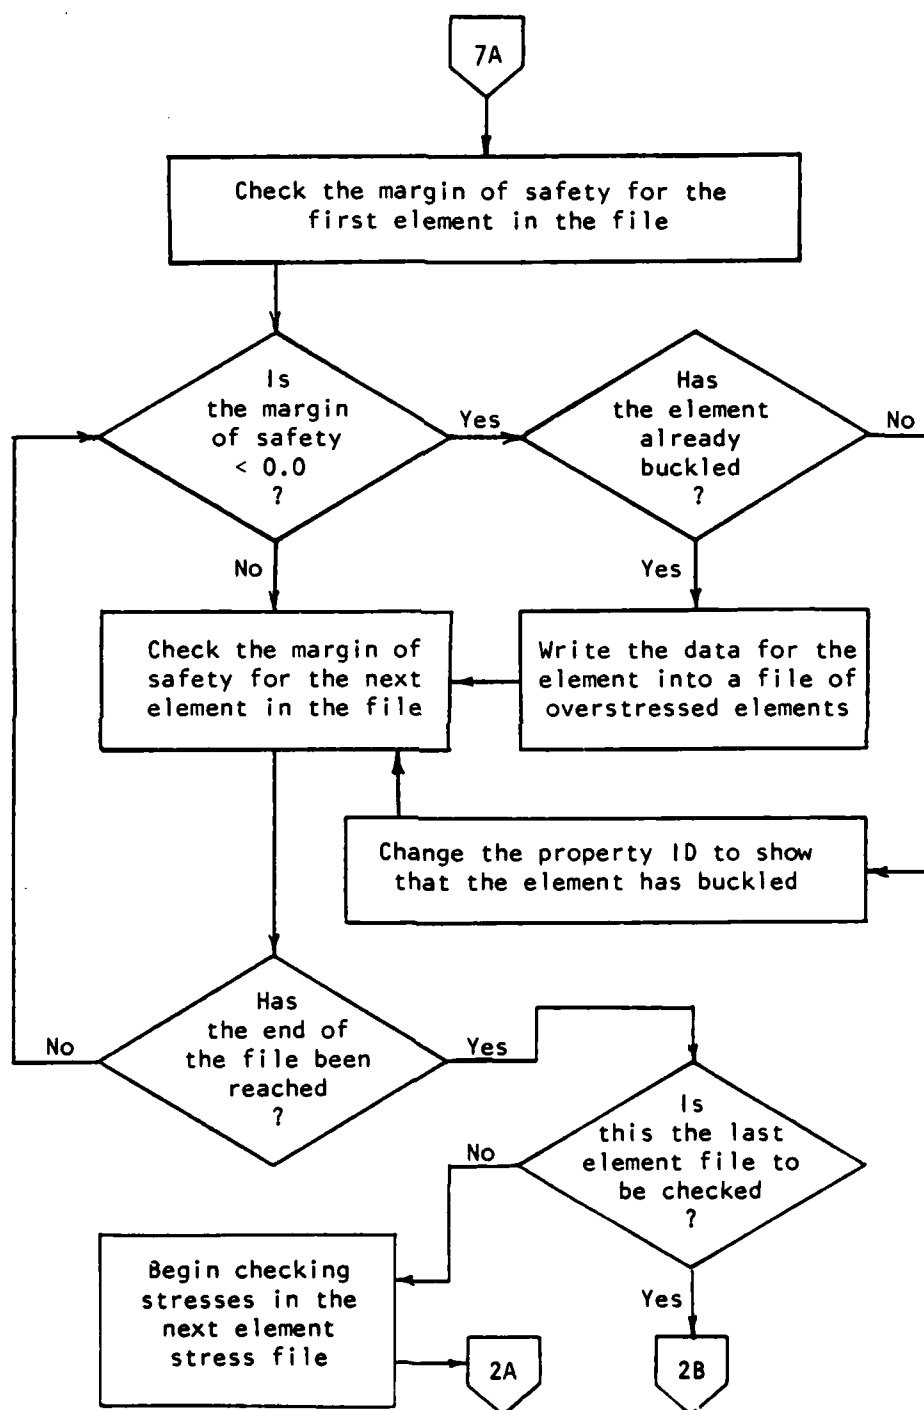 7A
Check the margin of safety for the
first element in the file
Is
the margin
of safety
< 0.0
?
Yes
Has
the element
already
buckled
?
No
No
Yes
Check the margin of
safety for the next
element in the file
Write the data for the
element into a file of
overstressed elements
Change the property ID to show
that the element has buckled
Has
the end of
the file been
reached
?
No
Yes
Is
this the last
element file to
be checked
?
No
Yes
Begin checking
stresses in the
next element
stress file
2A
2B